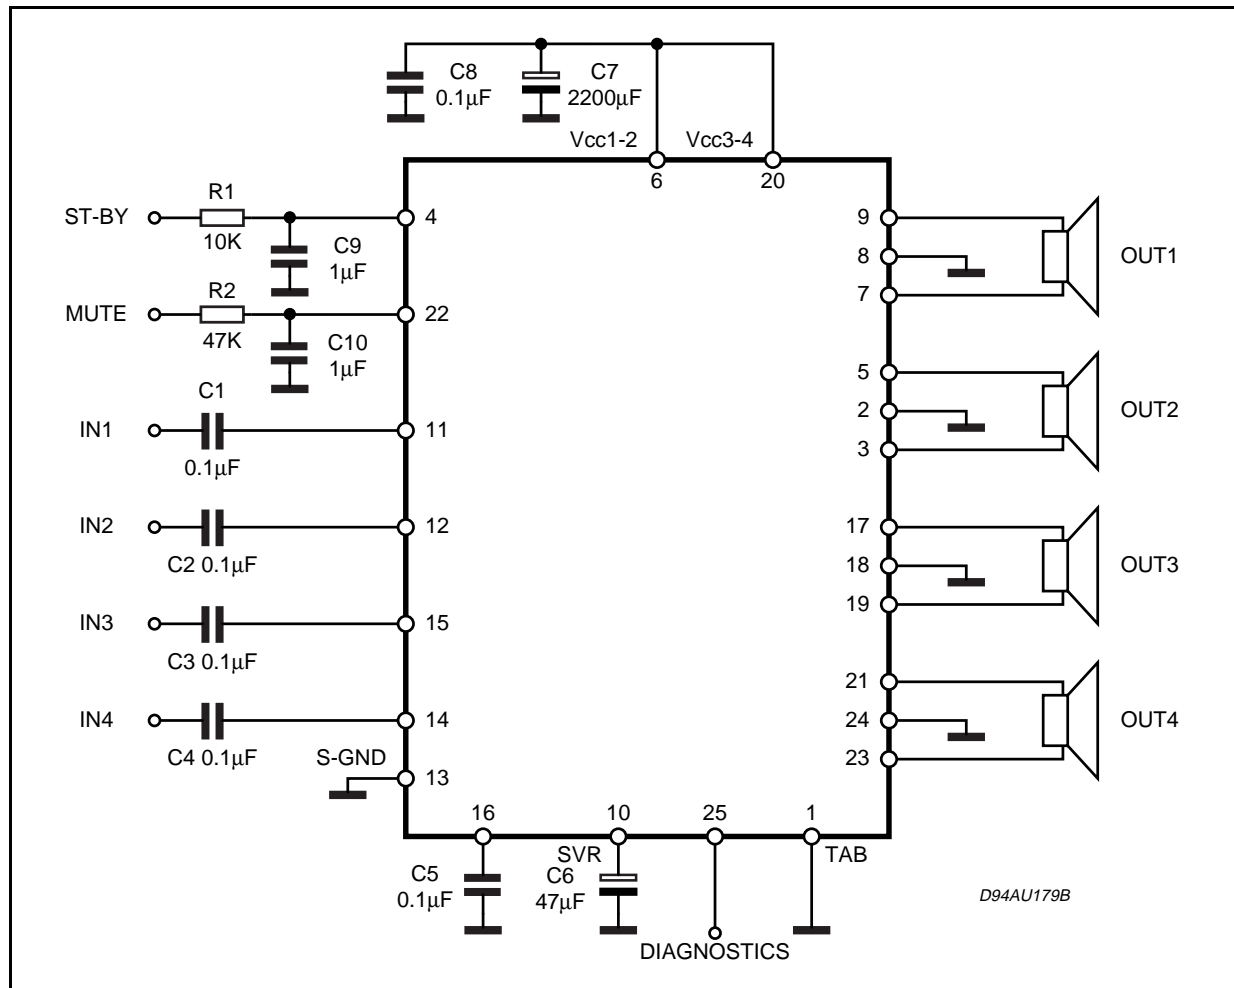 C8
0.1µF
C7
2200µF
Vcc1-2
Vcc3-4
6
20
ST-BY
R1
10K
4
C9
1µF
MUTE
R2
47K
22
C10
1µF
IN1
C1
0.1µF
11
IN2
C2 0.1µF
12
IN3
C3 0.1µF
15
IN4
C4 0.1µF
14
S-GND
13
9
8
7
OUT1
5
2
3
OUT2
17
18
19
OUT3
21
24
23
OUT4
16
10
25
1
SVR
TAB
C5
0.1µF
C6
47µF
DIAGNOSTICS
D94AU179B